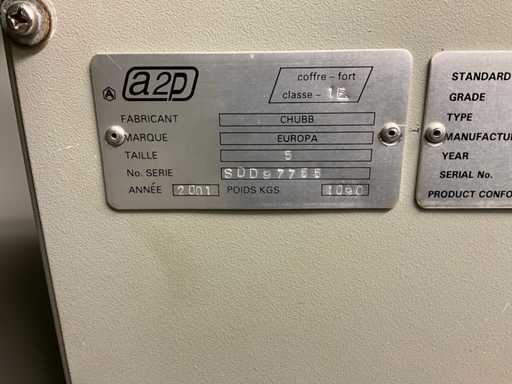 a2p
coffre - fort
classe - 1E
FABRICANT CHUBB
MARQUE EUROPA
TAILLE 5
No. SERIE
ANNÉE 2001 POIDS KGS 1090
STANDARD
GRADE
TYPE
MANUFACTU
YEAR
SERIAL No.
PRODUCT CONFO